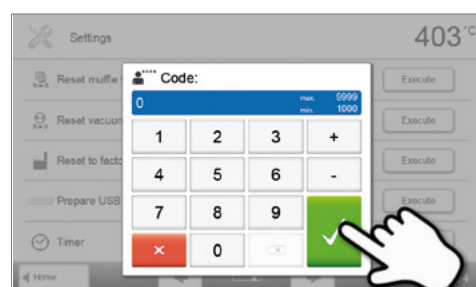 Settings
403 °C
Reset muffle
Execute
Reset vacuum
Execute
Reset to facto
Execute
Prepare USB
Execute
Timer
Home
**** Code:
0
max. 9999
min. 1000
1 2 3 +
4 5 6 -
7 8 9
0